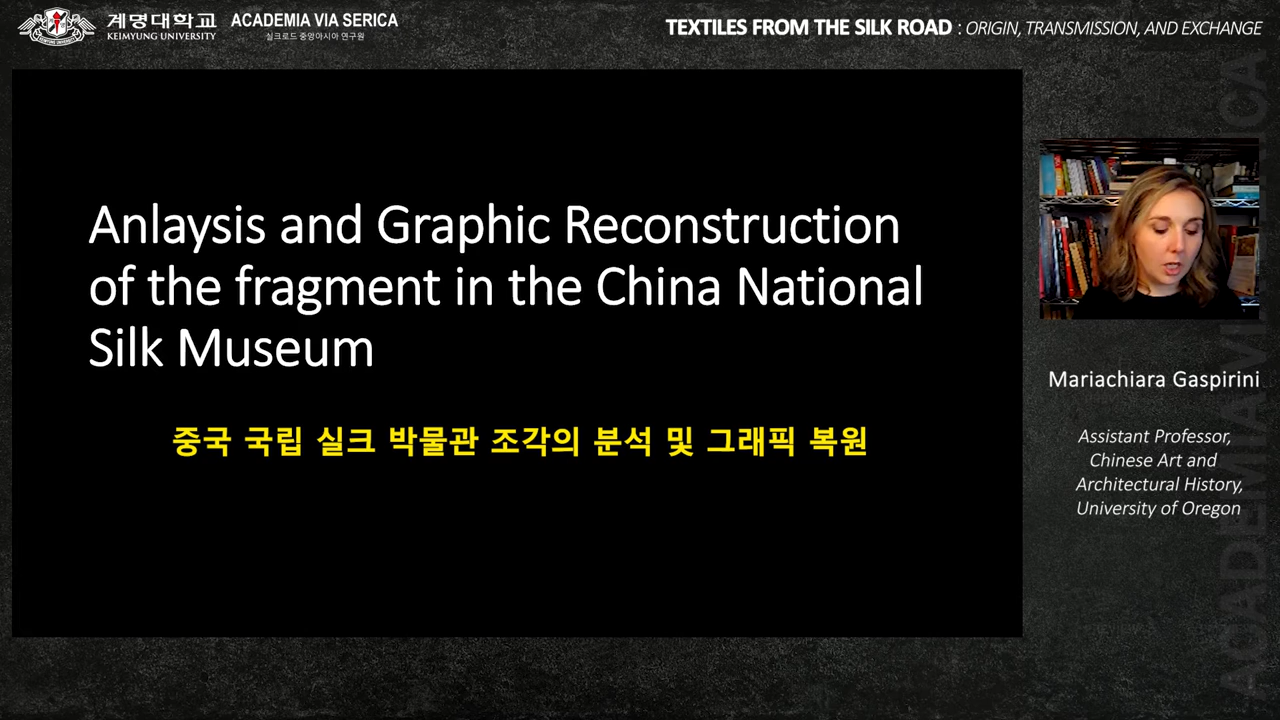 계명대학교
KEIMYUNG UNIVERSITY
ACADEMIA VIA SERICA
실크로드 중앙아시아 연구원
TEXTILES FROM THE SILK ROAD : ORIGIN, TRANSMISSION, AND EXCHANGE
Anlaysis and Graphic Reconstruction
of the fragment in the China National
Silk Museum
중국 국립 실크 박물관 조각의 분석 및 그래픽 복원
Mariachiara Gaspirini
Assistant Professor,
Chinese Art and
Architectural History,
University of Oregon
ACADEMIA VIA SERICA